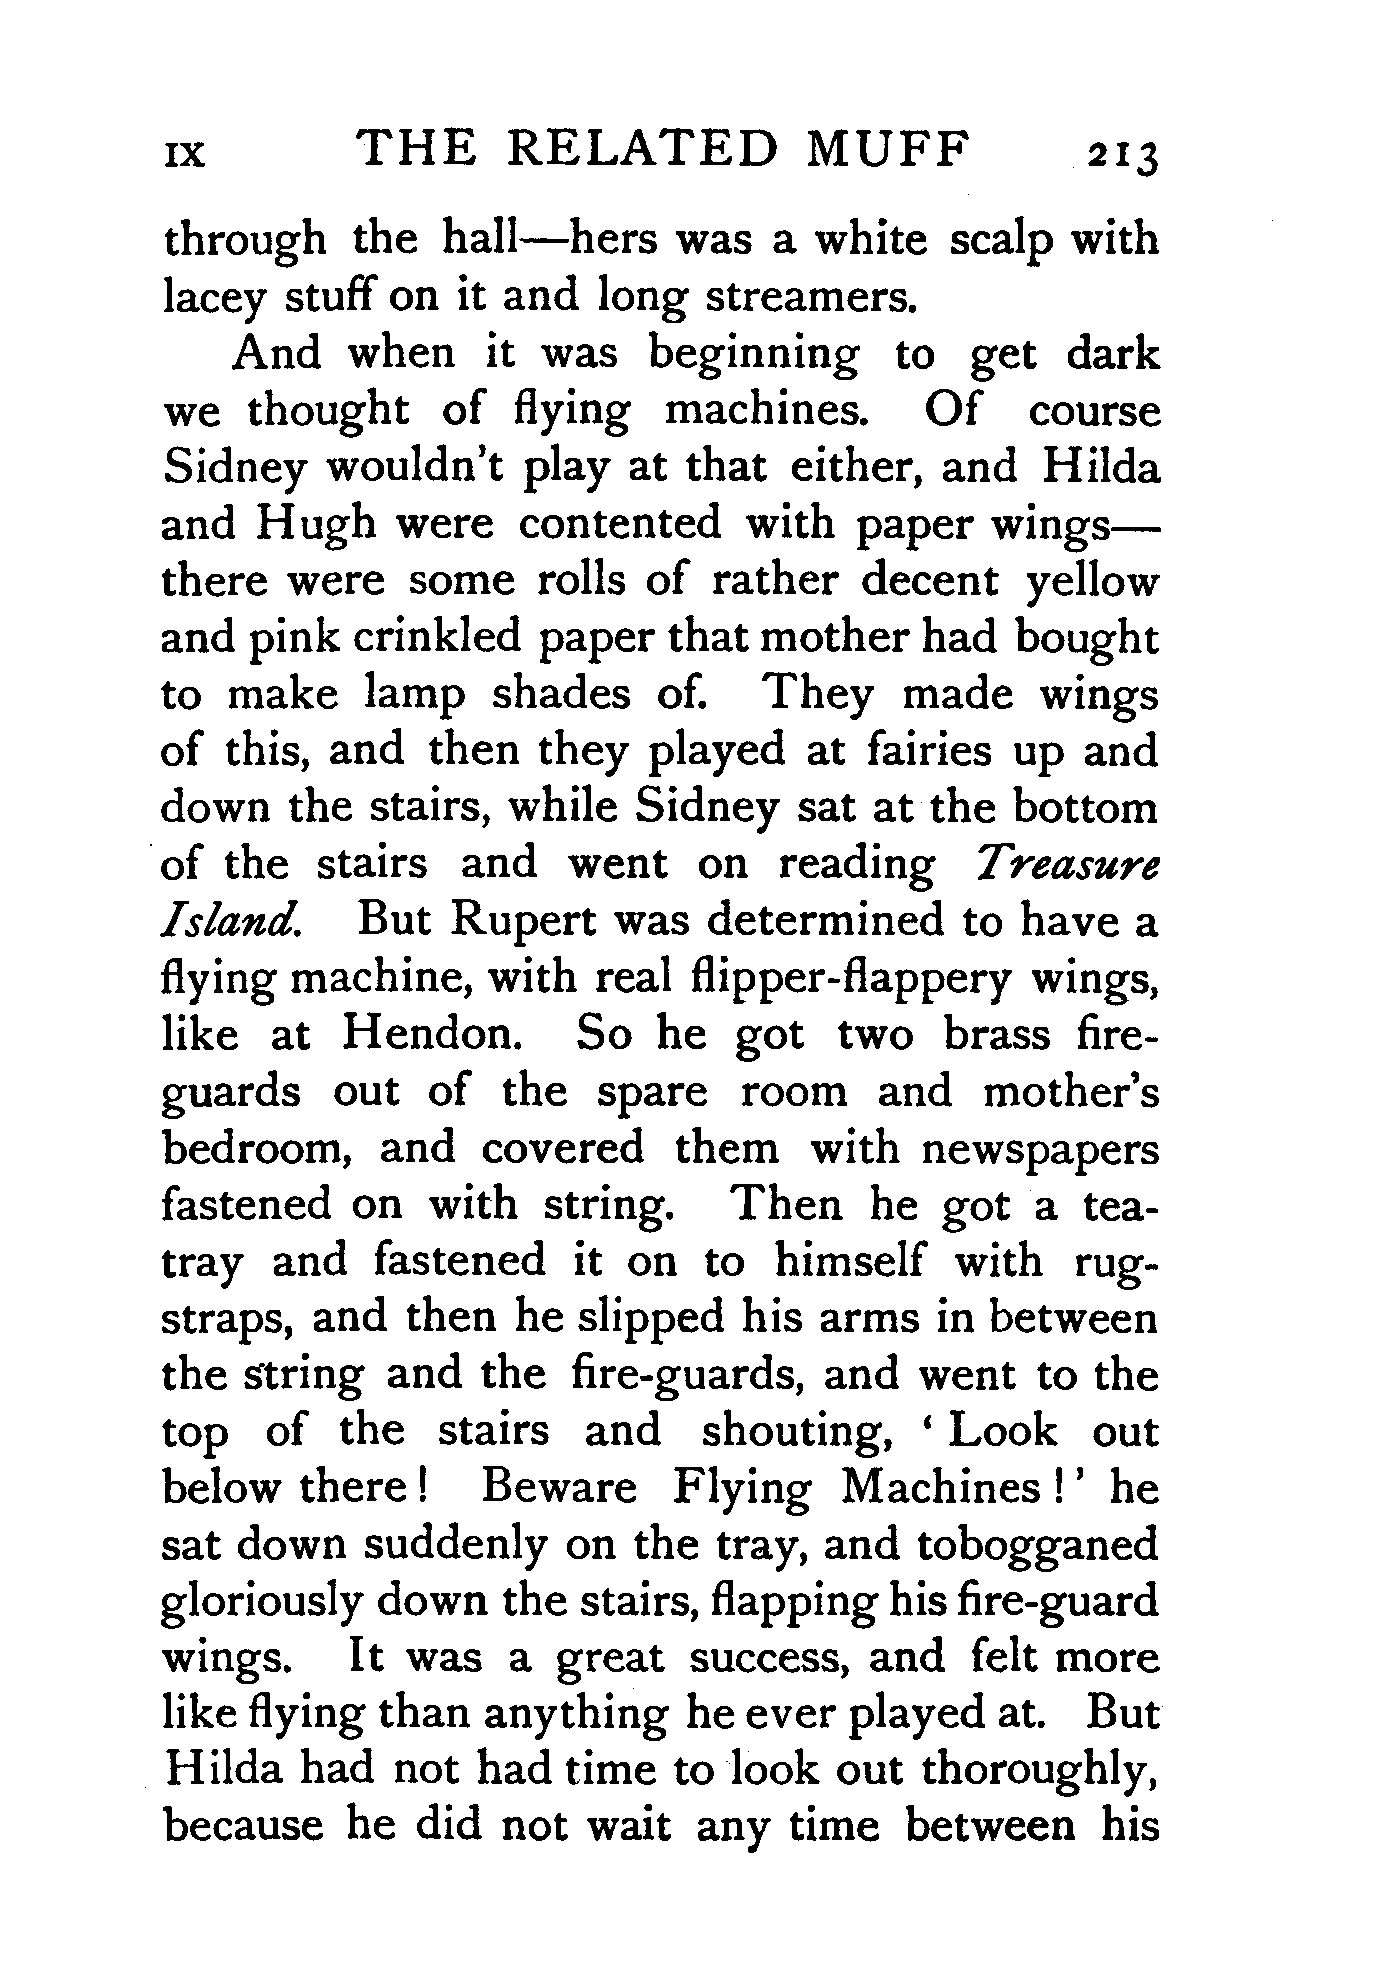 IX THE RELATED MUFF 213
through the hall—hers was a white scalp with
lacey stuff on it and long streamers.
And when it was beginning to get dark
we thought of flying machines. Of course
Sidney wouldn't play at that either, and Hilda
and Hugh were contented with paper wings—
there were some rolls of rather decent yellow
and pink crinkled paper that mother had bought
to make lamp shades of. They made wings
of this, and then they played at fairies up and
down the stairs, while Sidney sat at the bottom
of the stairs and went on reading Treasure
Island. But Rupert was determined to have a
flying machine, with real flipper-flappery wings,
like at Hendon. So he got two brass fire-
guards out of the spare room and mother's
bedroom, and covered them with newspapers
fastened on with string. Then he got a tea-
tray and fastened it on to himself with rug-
straps, and then he slipped his arms in between
the string and the fire-guards, and went to the
top of the stairs and shouting, ‘ Look out
below there ! Beware Flying Machines ! ’ he
sat down suddenly on the tray, and tobogganed
gloriously down the stairs, flapping his fire-guard
wings. It was a great success, and felt more
like flying than anything he ever played at. But
Hilda had not had time to look out thoroughly,
because he did not wait any time between his